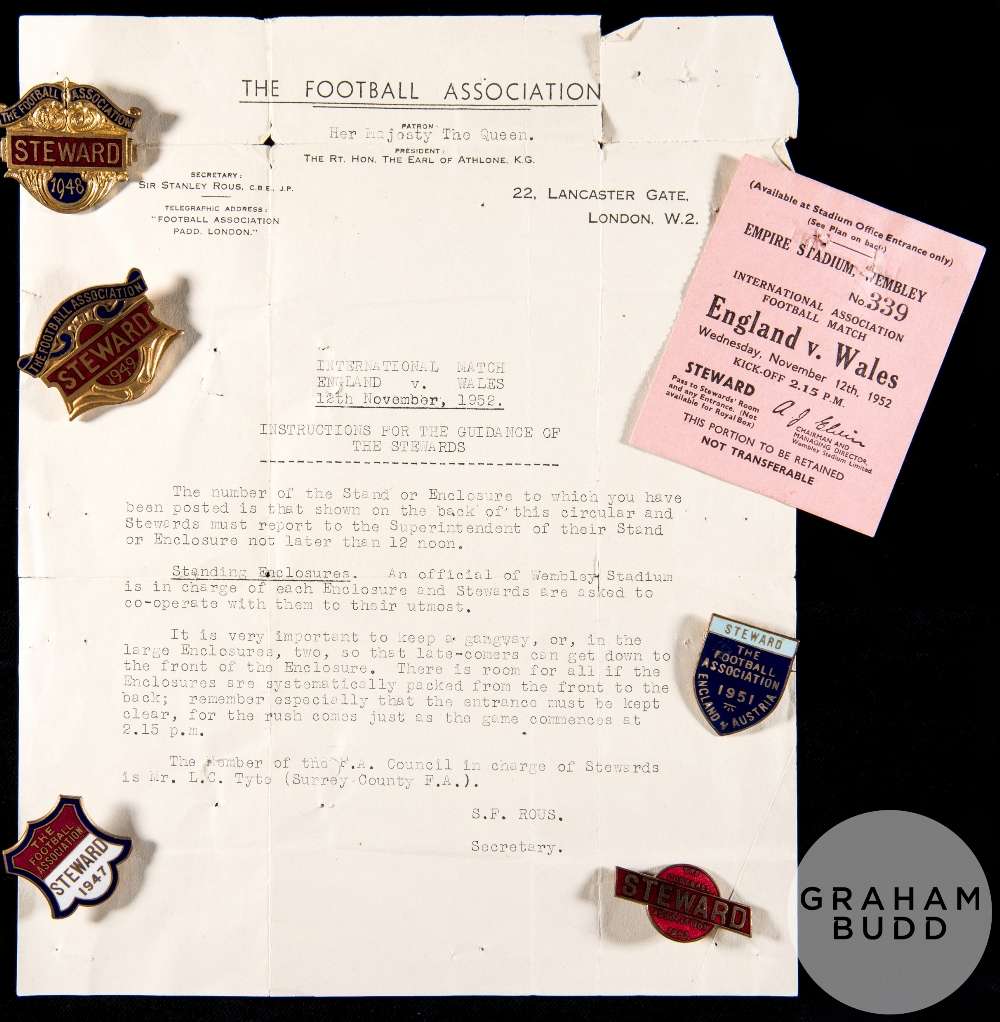 THE FOOTBALL ASSOCIATION
PATRON:
Her Majesty The Queen.
PRESIDENT:
THE RT. HON. THE EARL OF ATHLONE, K.G.
SECRETARY:
SIR STANLEY ROUS, C.B.E., J.P.
TELEGRAPHIC ADDRESS:
"FOOTBALL ASSOCIATION
PADD, LONDON."
22, LANCASTER GATE,
LONDON, W.2.
INTERNATIONAL MATCH
ENGLAND v. WALES
12th November, 1952.
INSTRUCTIONS FOR THE GUIDANCE OF
THE STEWARDS
The number of the Stand or Enclosure to which you have
been posted is that shown on the back of this circular and
Stewards must report to the Superintendent of their Stand
or Enclosure not later than 12 noon.
Standing Enclosures. An official of Wembley Stadium
is in charge of each Enclosure and Stewards are asked to
co-operate with them to their utmost.
It is very important to keep a gangway, or, in the
large Enclosures, two, so that late-comers can get down to
the front of the Enclosure. There is room for all if the
Enclosures are systematically packed from the front to the
back; remember especially that the entrance must be kept
clear, for the rush comes just as the game commences at
2.15 p.m.
The member of the F.A. Council in charge of Stewards
is Mr. L.C. Tyte (Surrey County F.A.).
S.F. ROUS.
Secretary.
THE FOOTBALL ASSOCIATION
STEWARD
1948
THE FOOTBALL ASSOCIATION
STEWARD
1949
THE
FOOTBALL
ASSOCIATION
STEWARD
1947
(Available at Stadium Office Entrance only)
(See Plan on back)
EMPIRE STADIUM, WEMBLEY
No. 339
INTERNATIONAL ASSOCIATION
FOOTBALL MATCH
England v. Wales
Wednesday, November 12th, 1952
KICK-OFF 2.15 P.M.
STEWARD
Pass to Stewards' Room
and any Entrance. (Not
available for Royal Box)
A J Elvin
CHAIRMAN AND
MANAGING DIRECTOR
Wembley Stadium Limited
THIS PORTION TO BE RETAINED
NOT TRANSFERABLE
STEWARD
THE
FOOTBALL
ASSOCIATION
1951
ENGLAND v AUSTRIA
STEWARD
ASSOCIATION
GRAHAM
BUDD